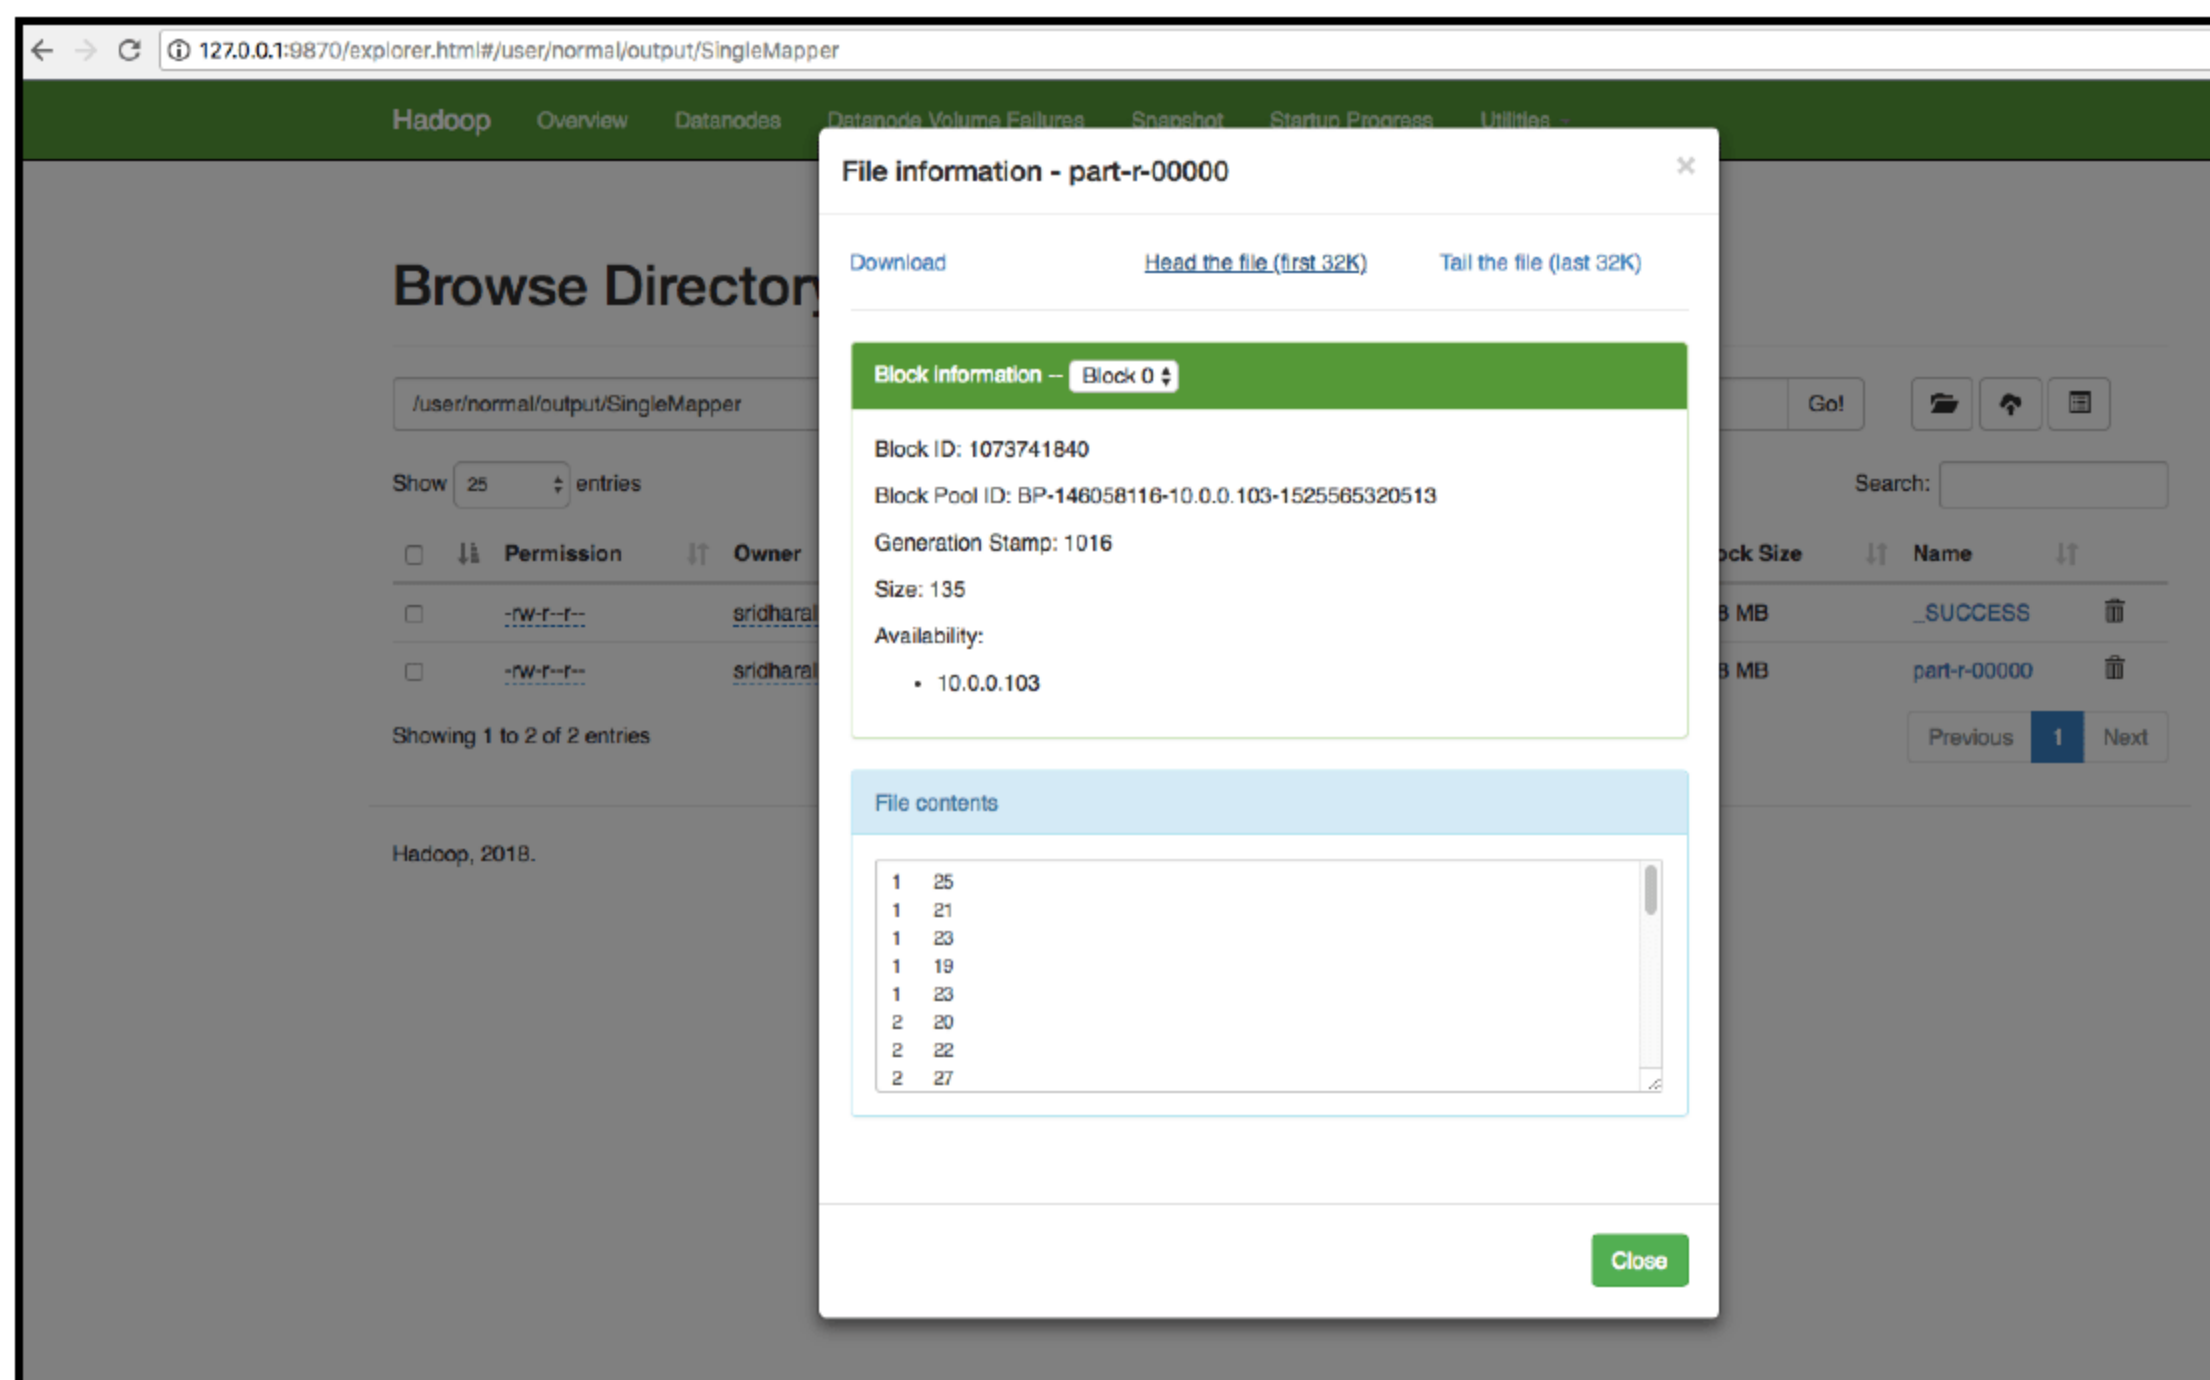 127.0.0.1:9870/explorer.html#/user/normal/output/SingleMapper
Hadoop Overview Datanodes Datanode Volume Failures Snapshot Startup Progress Utilities
File information - part-r-00000 ×
Download Head the file (first 32K) Tail the file (last 32K)
Browse Directory
Block information -- Block 0
/user/normal/output/SingleMapper Go!
Block ID: 1073741840
Show 25 entries Search:
Block Pool ID: BP-146058116-10.0.0.103-1525565320513
Generation Stamp: 1016
Permission Owner ock Size Name
Size: 135
-rw-r--r-- sridharal 8 MB _SUCCESS
Availability:
-rw-r--r-- sridharal 8 MB part-r-00000
• 10.0.0.103
Showing 1 to 2 of 2 entries Previous 1 Next
File contents
Hadoop, 2018.
1 25
1 21
1 23
1 19
1 23
2 20
2 22
2 27
Close